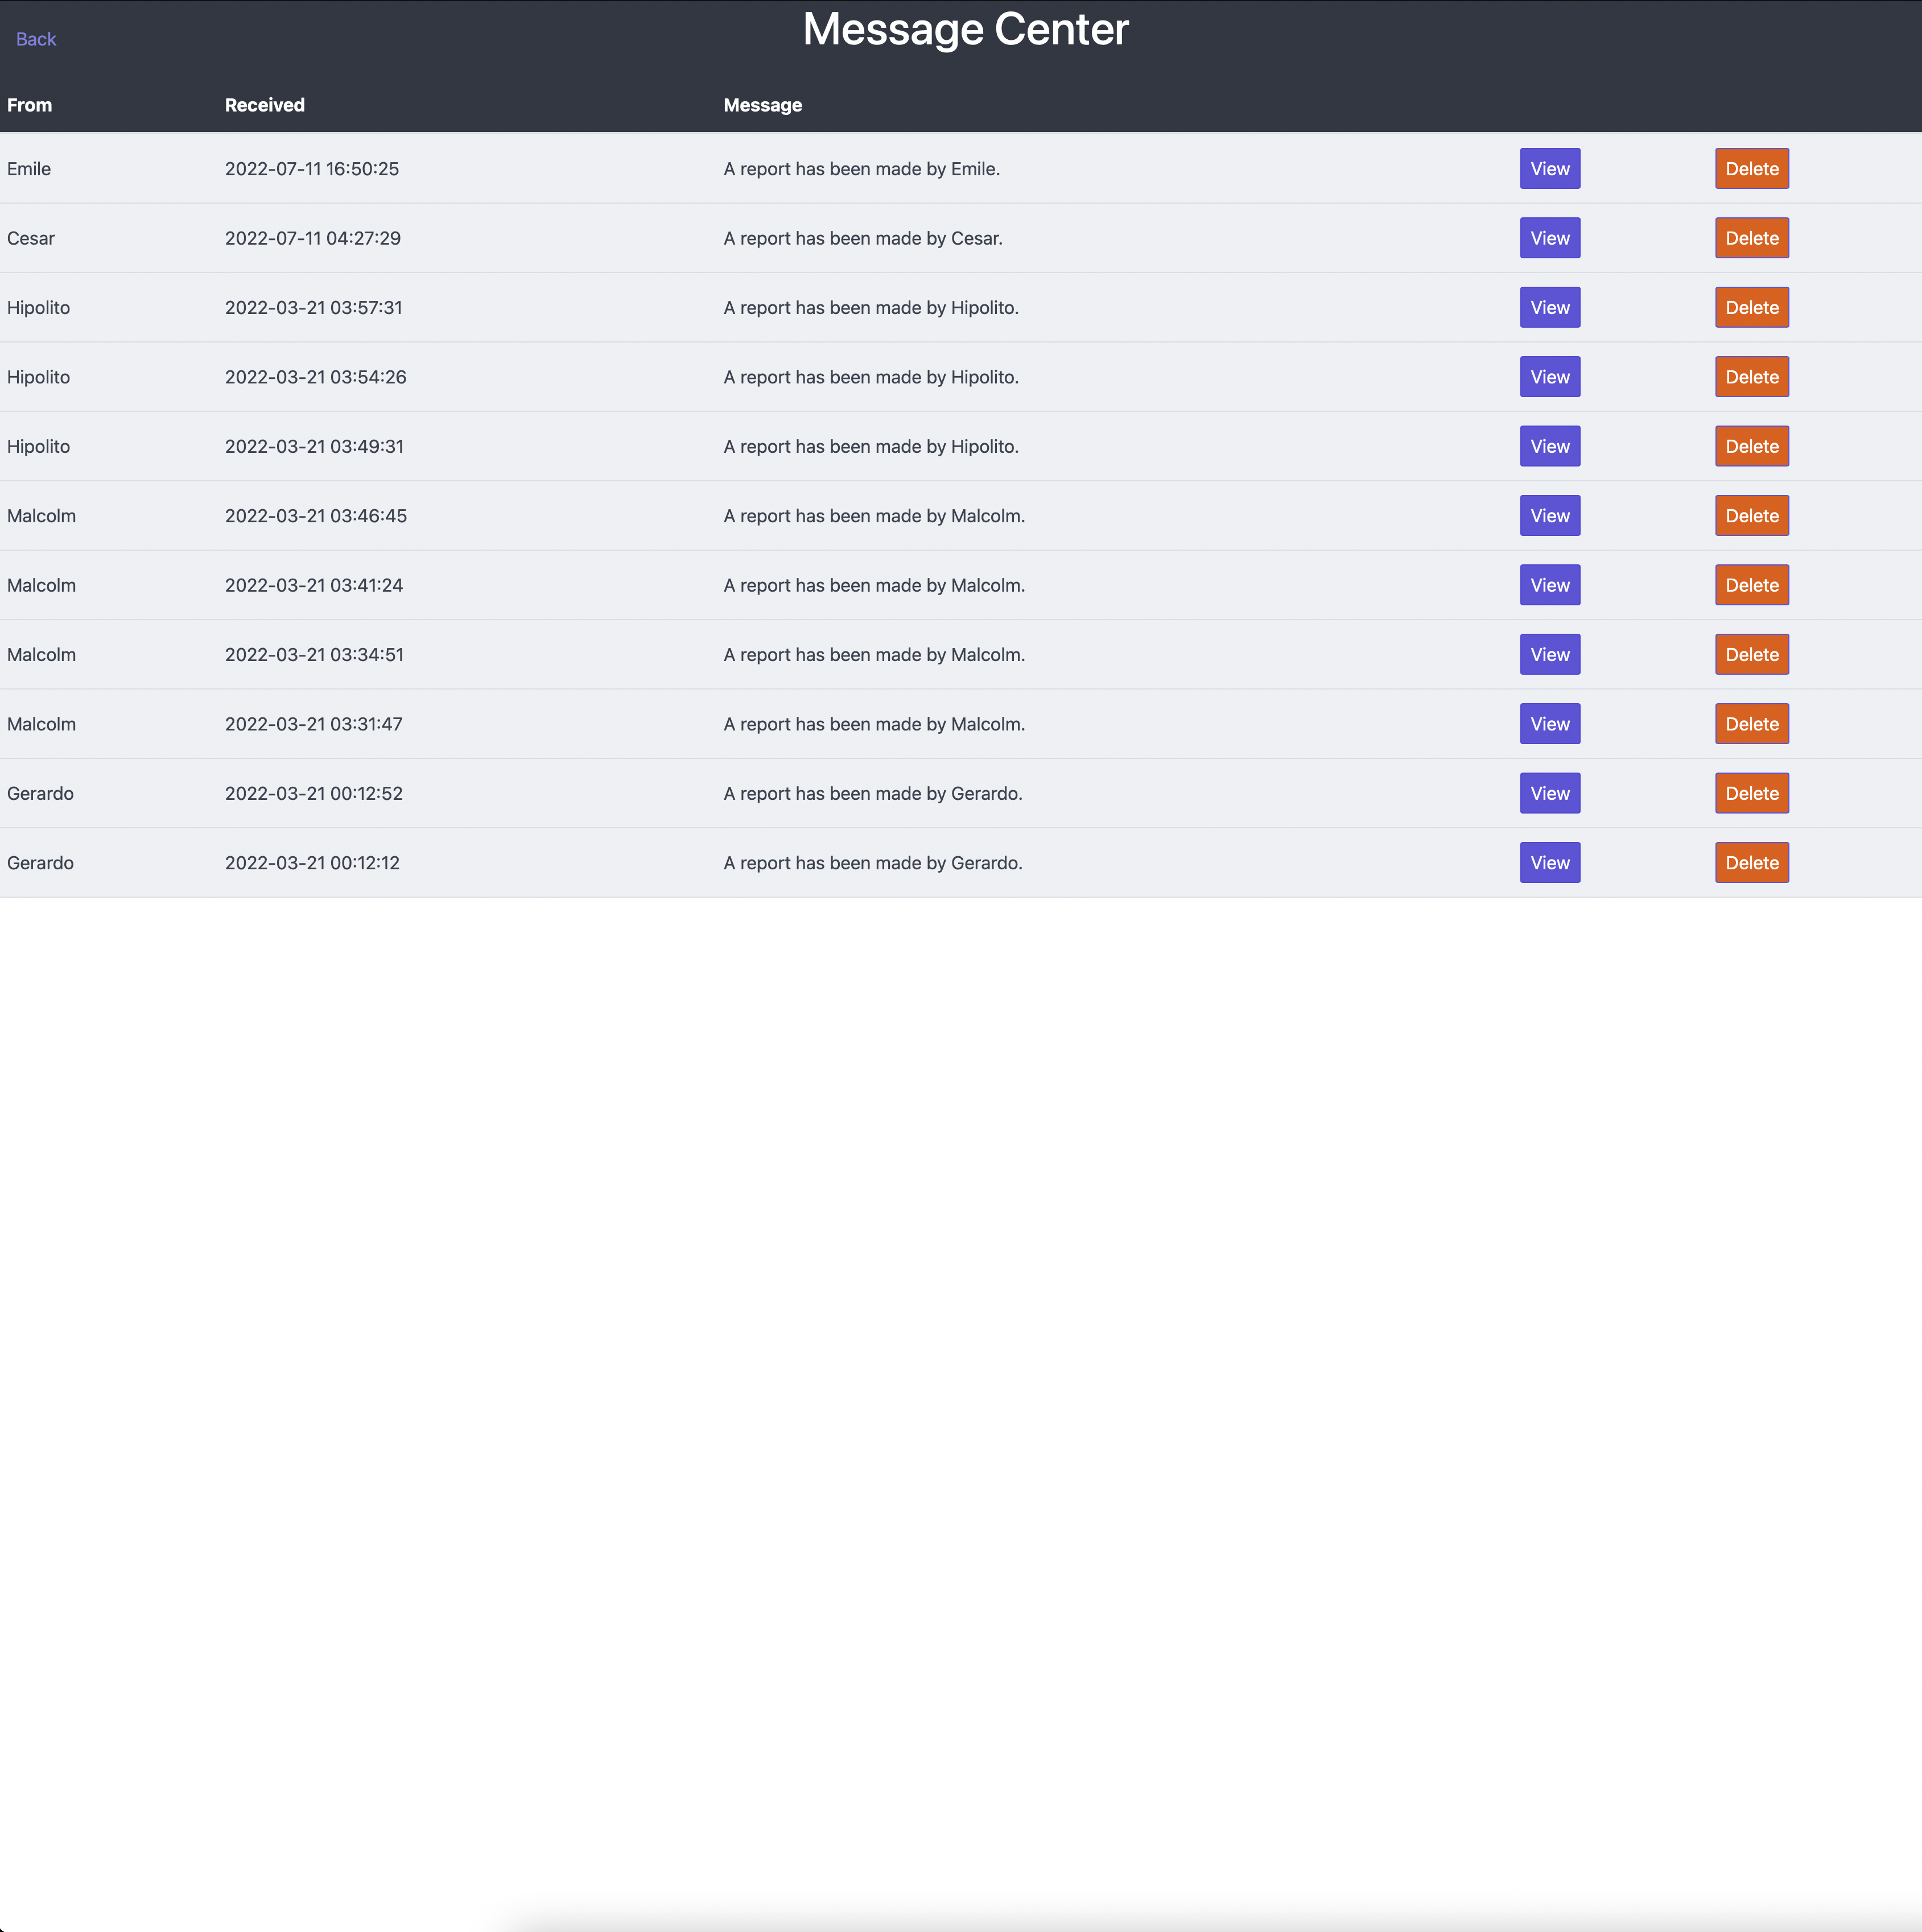 Back
Message Center
From Received Message
Emile 2022-07-11 16:50:25 A report has been made by Emile. View Delete
Cesar 2022-07-11 04:27:29 A report has been made by Cesar. View Delete
Hipolito 2022-03-21 03:57:31 A report has been made by Hipolito. View Delete
Hipolito 2022-03-21 03:54:26 A report has been made by Hipolito. View Delete
Hipolito 2022-03-21 03:49:31 A report has been made by Hipolito. View Delete
Malcolm 2022-03-21 03:46:45 A report has been made by Malcolm. View Delete
Malcolm 2022-03-21 03:41:24 A report has been made by Malcolm. View Delete
Malcolm 2022-03-21 03:34:51 A report has been made by Malcolm. View Delete
Malcolm 2022-03-21 03:31:47 A report has been made by Malcolm. View Delete
Gerardo 2022-03-21 00:12:52 A report has been made by Gerardo. View Delete
Gerardo 2022-03-21 00:12:12 A report has been made by Gerardo. View Delete